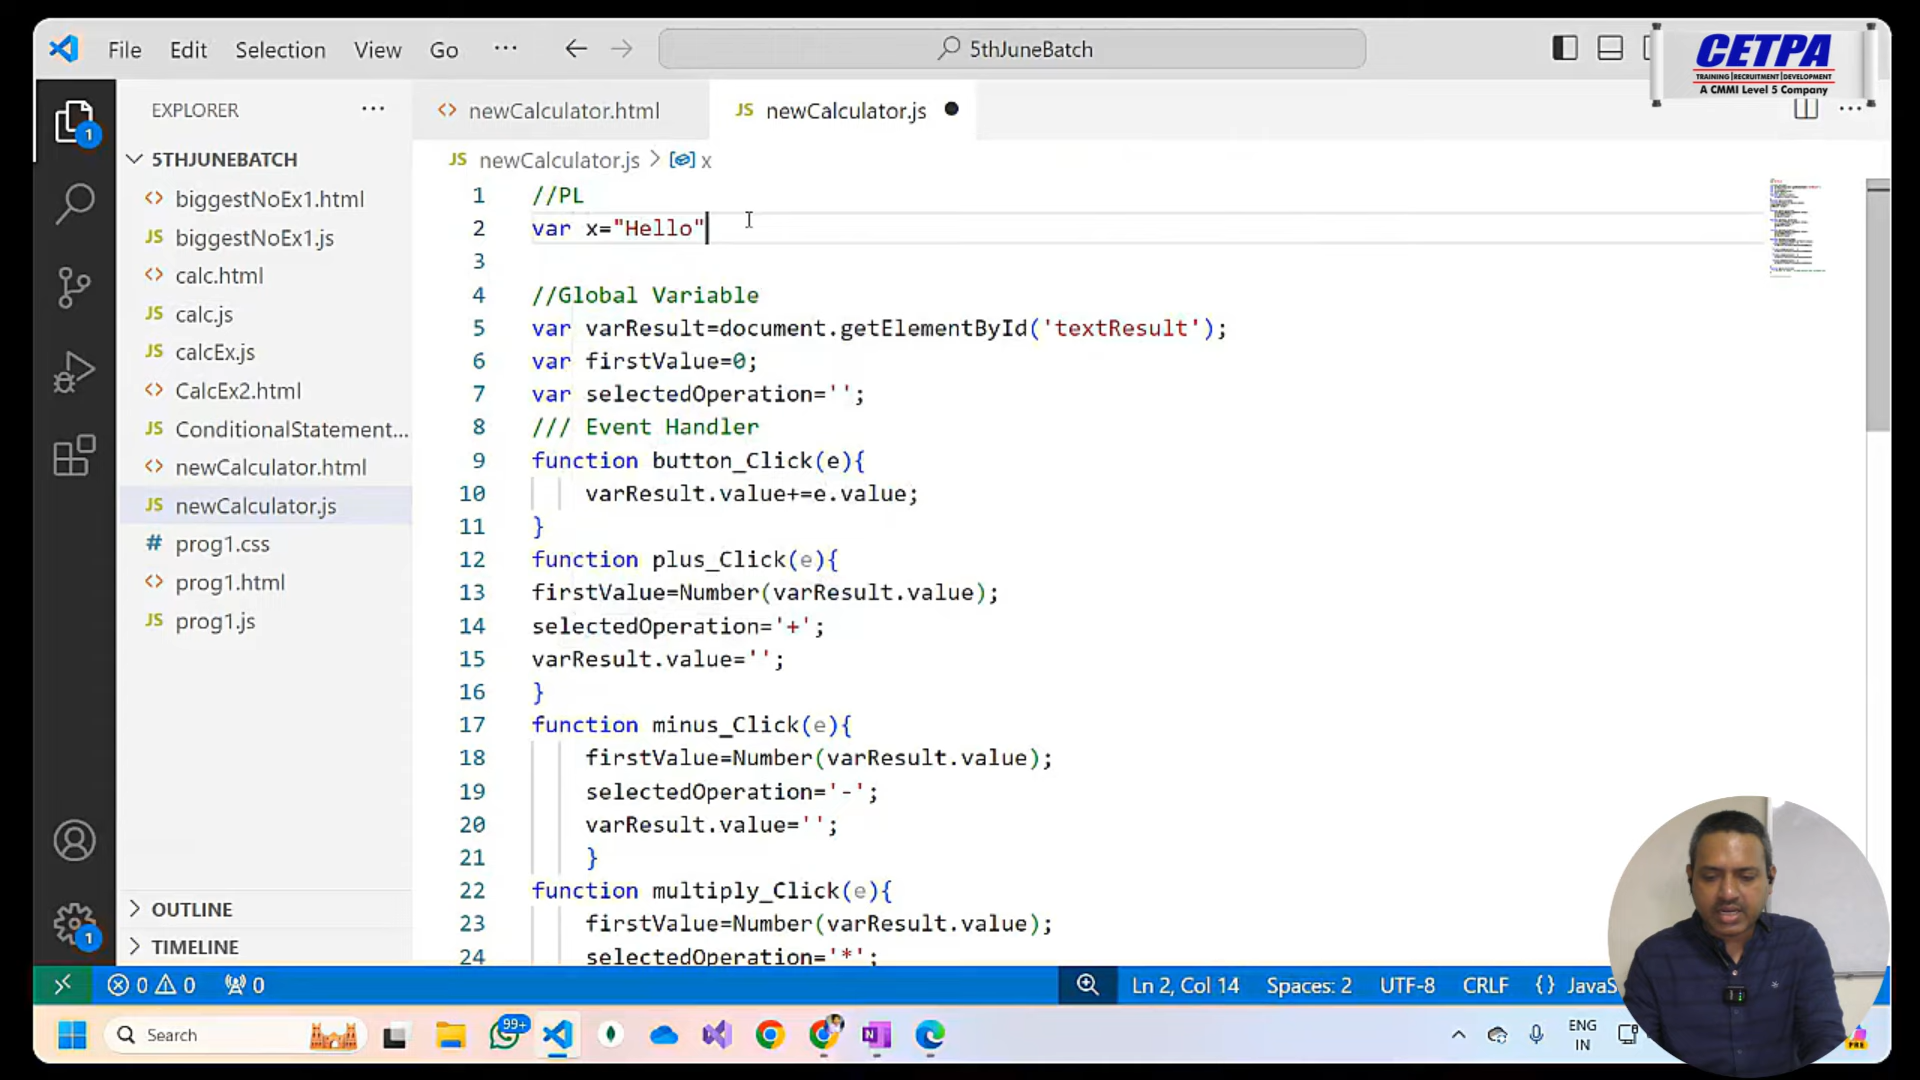 File Edit Selection View Go ... 5thJuneBatch
CETPA
TRAINING|RECRUITMENT|DEVELOPMENT
A CMMI Level 5 Company
EXPLORER ...
newCalculator.html
JS newCalculator.js
1
5THJUNEBATCH
biggestNoEx1.html
JS biggestNoEx1.js
calc.html
JS calc.js
JS calcEx.js
CalcEx2.html
JS ConditionalStatement...
newCalculator.html
JS newCalculator.js
# prog1.css
prog1.html
JS prog1.js
OUTLINE
TIMELINE
1
JS newCalculator.js > x
1 //PL
2 var x="Hello"
3
4 //Global Variable
5 var varResult=document.getElementById('textResult');
6 var firstValue=0;
7 var selectedOperation='';
8 /// Event Handler
9 function button_Click(e){
10 varResult.value+=e.value;
11 }
12 function plus_Click(e){
13 firstValue=Number(varResult.value);
14 selectedOperation='+';
15 varResult.value='';
16 }
17 function minus_Click(e){
18 firstValue=Number(varResult.value);
19 selectedOperation='-';
20 varResult.value='';
21 }
22 function multiply_Click(e){
23 firstValue=Number(varResult.value);
24 selectedOperation='*';
0 0 0 Ln 2, Col 14 Spaces: 2 UTF-8 CRLF {} JavaS
Search 99+ ENG
IN
PRE